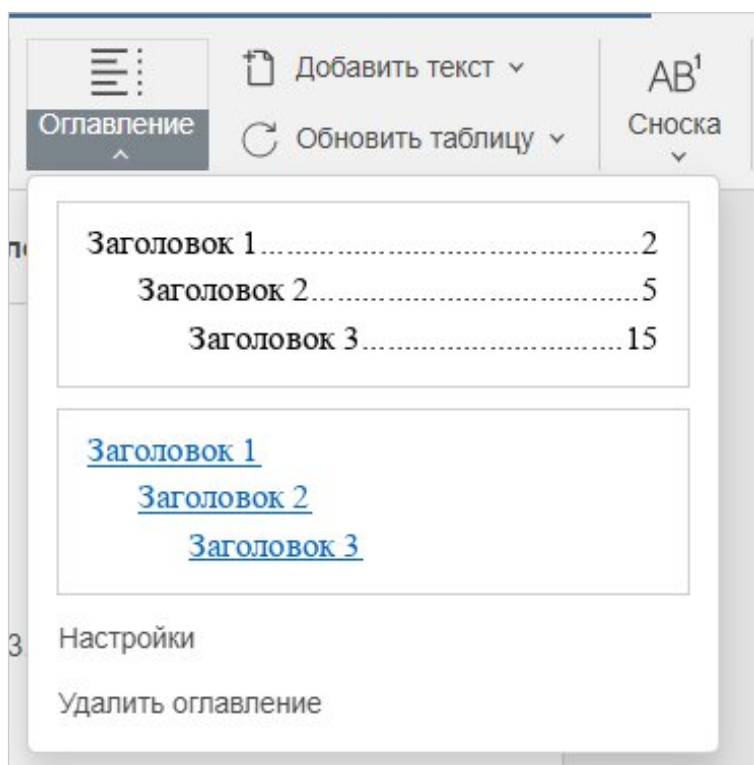 Оглавление
Добавить текст
Обновить таблицу
AB¹
Сноска
Заголовок 1.......................................2
Заголовок 2..................................5
Заголовок 3...........................15
Заголовок 1
Заголовок 2
Заголовок 3
3
Настройки
Удалить оглавление